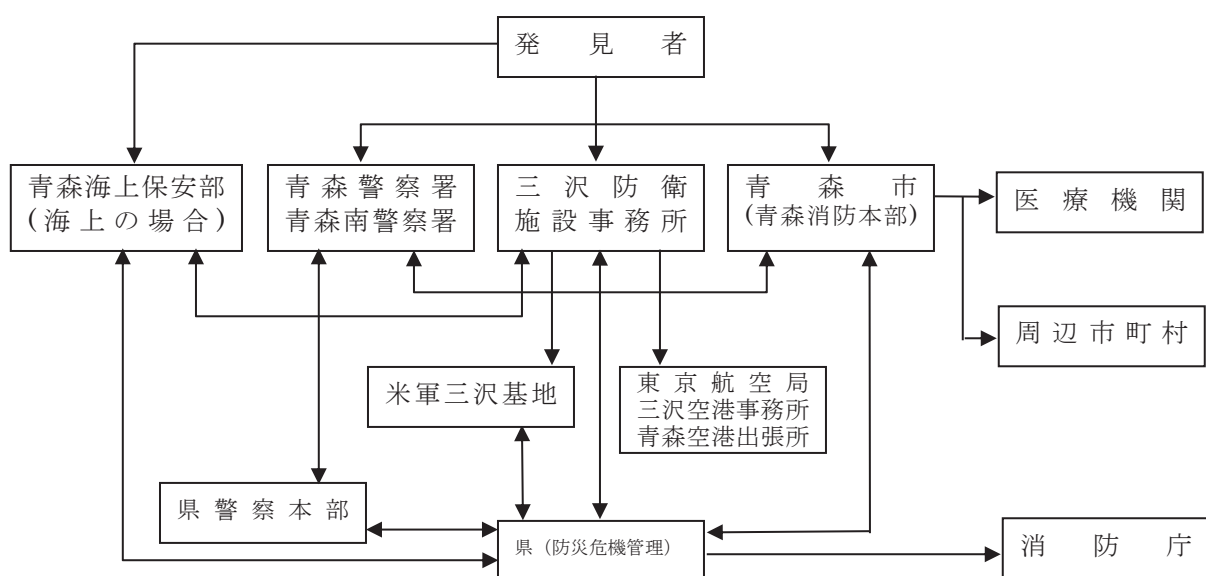 発見者
青森海上保安部
(海上の場合)
青森警察署
青森南警察署
三沢防衛
施設事務所
青森市
(青森消防本部)
医療機関
周辺市町村
米軍三沢基地
東京航空局
三沢空港事務所
青森空港出張所
県警察本部
県（防災危機管理）
消防庁